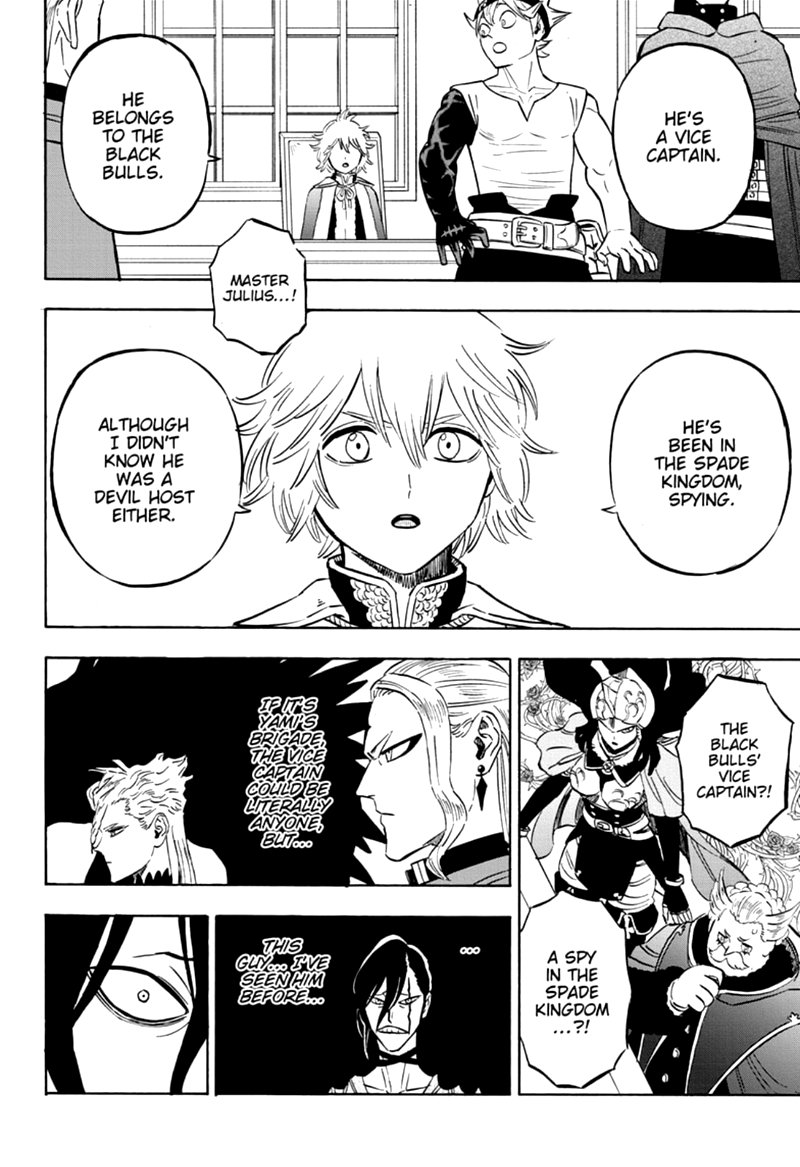 HE'S
A VICE
CAPTAIN.
HE
BELONGS
TO THE
BLACK
BULLS.
MASTER
JULIUS...!
HE'S
BEEN IN
THE SPADE
KINGDOM,
SPYING.
ALTHOUGH
I DIDN'T
KNOW HE
WAS A
DEVIL HOST
EITHER.
THE
BLACK
BULLS'
VICE
CAPTAIN?!
A SPY
IN THE
SPADE
KINGDOM
...?!
IF IT'S
YAMI'S
BRIGADE,
THE VICE
CAPTAIN
COULD BE
LITERALLY
ANYONE,
BUT...
...
THIS
GUY... I'VE
SEEN HIM
BEFORE...